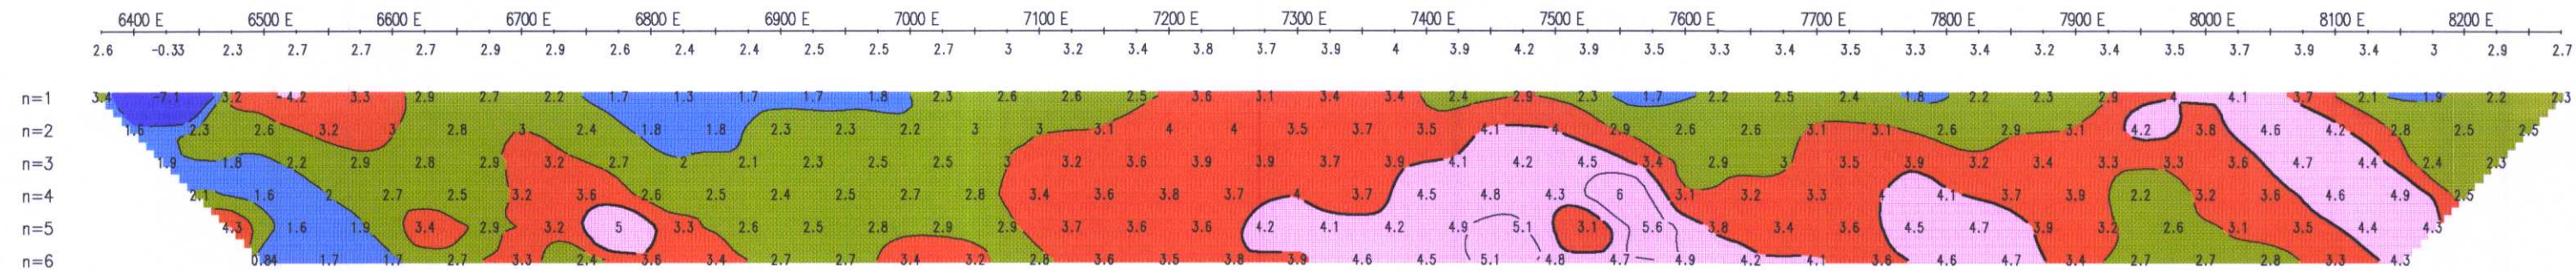 6400 E 6500 E 6600 E 6700 E 6800 E 6900 E 7000 E 7100 E 7200 E 7300 E 7400 E 7500 E 7600 E 7700 E 7800 E 7900 E 8000 E 8100 E 8200 E
2.6 -0.33 2.3 2.7 2.7 2.7 2.9 2.9 2.6 2.4 2.4 2.5 2.5 2.7 3 3.2 3.4 3.8 3.7 3.9 4 3.9 4.2 3.9 3.5 3.3 3.4 3.5 3.3 3.4 3.2 3.4 3.5 3.7 3.9 3.4 3 2.9 2.7
n=1 3.4 -7.1 3.2 -4.2 3.3 2.9 2.7 2.2 1.7 1.3 1.7 1.7 1.8 2.3 2.6 2.6 2.5 3.6 3.1 3.4 3.4 2.4 2.9 2.3 1.7 2.2 2.5 2.4 1.8 2.2 2.3 2.9 4 4.1 3.7 2.1 1.9 2.2 2.3
n=2 1.6 2.3 2.6 3.2 3 2.8 3 2.4 1.8 1.8 2.3 2.3 2.2 3 3 3.1 4 4 3.5 3.7 3.5 4.1 4 2.9 2.6 2.6 3.1 3.1 2.6 2.9 3.1 4.2 3.8 4.6 4.2 2.8 2.5 2.5
n=3 1.9 1.8 2.2 2.9 2.8 2.9 3.2 2.7 2 2.1 2.3 2.5 2.5 3 3.2 3.6 3.9 3.9 3.7 3.9 4.1 4.2 4.5 3.4 2.9 3 3.5 3.9 3.2 3.4 3.3 3.3 3.6 4.7 4.4 2.4 2.3
n=4 2.1 1.6 2 2.7 2.5 3.2 3.6 2.6 2.5 2.4 2.5 2.7 2.8 3.4 3.6 3.8 3.7 4 3.7 4.5 4.8 4.3 6 3.1 3.2 3.3 4 4.1 3.7 3.9 2.2 3.2 3.6 4.6 4.9 2.5
n=5 4.3 1.6 1.9 3.4 2.9 3.2 5 3.3 2.6 2.5 2.8 2.9 2.9 3.7 3.6 3.6 4.2 4.1 4.2 4.9 5.1 3.1 5.6 3.8 3.4 3.6 4.5 4.7 3.9 3.2 2.6 3.1 3.5 4.4 4.3
n=6 0.84 1.7 1.7 2.7 3.3 2.4 3.6 3.4 2.7 2.7 3.4 3.2 2.8 3.6 3.5 3.8 3.9 4.6 4.5 5.1 4.8 4.7 4.9 4.2 4.1 3.6 4.6 4.7 3.4 2.7 2.7 2.8 3.3 4.3